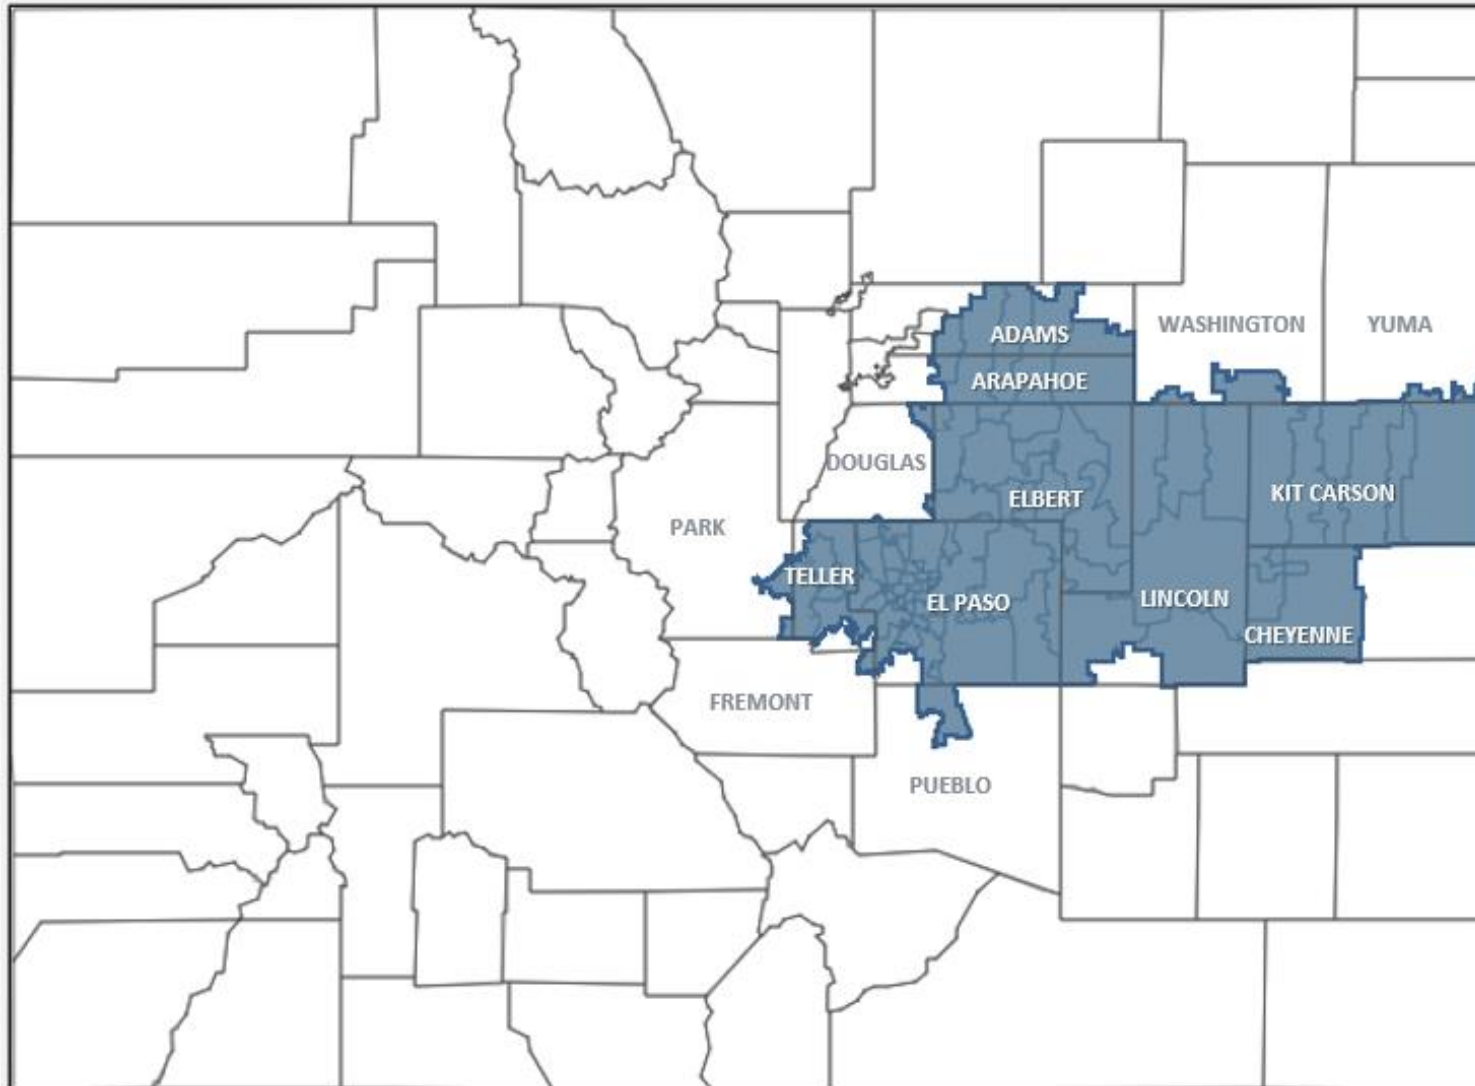 WASHINGTON
YUMA
ADAMS
ARAPAHOE
DOUGLAS
ELBERT
KIT CARSON
PARK
TELLER
EL PASO
LINCOLN
CHEYENNE
FREMONT
PUEBLO